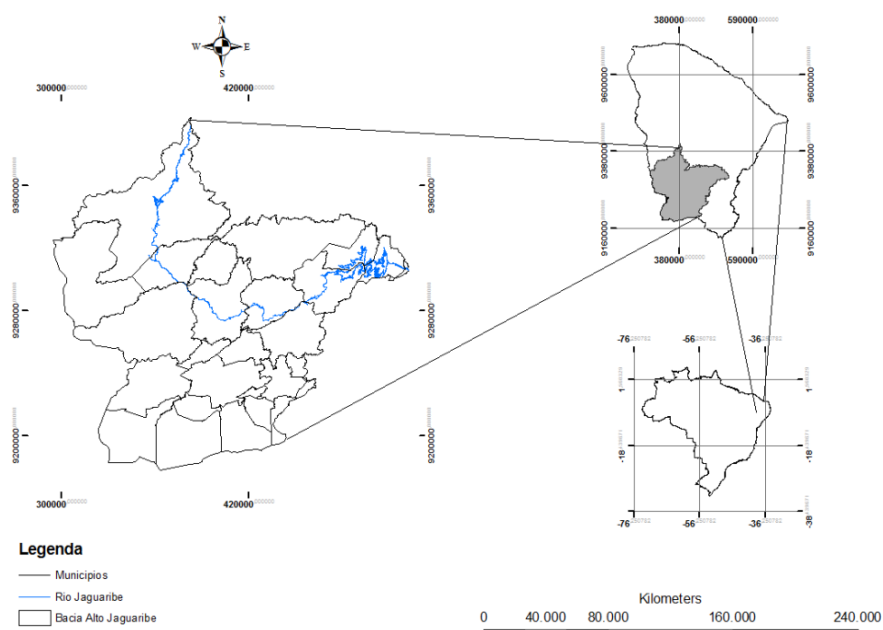 N
W E
S
300000 420000
380000 590000
9600000 9600000
9380000 9380000
9160000 9160000
380000 590000
9360000 9360000
9280000 9280000
9200000 9200000
300000 420000
-76 -56 -36
1 1
-18 -18
-38
-76 -56 -36
Legenda
Municipios
Rio Jaguaribe
Bacia Alto Jaguaribe
Kilometers
0 40.000 80.000 160.000 240.000